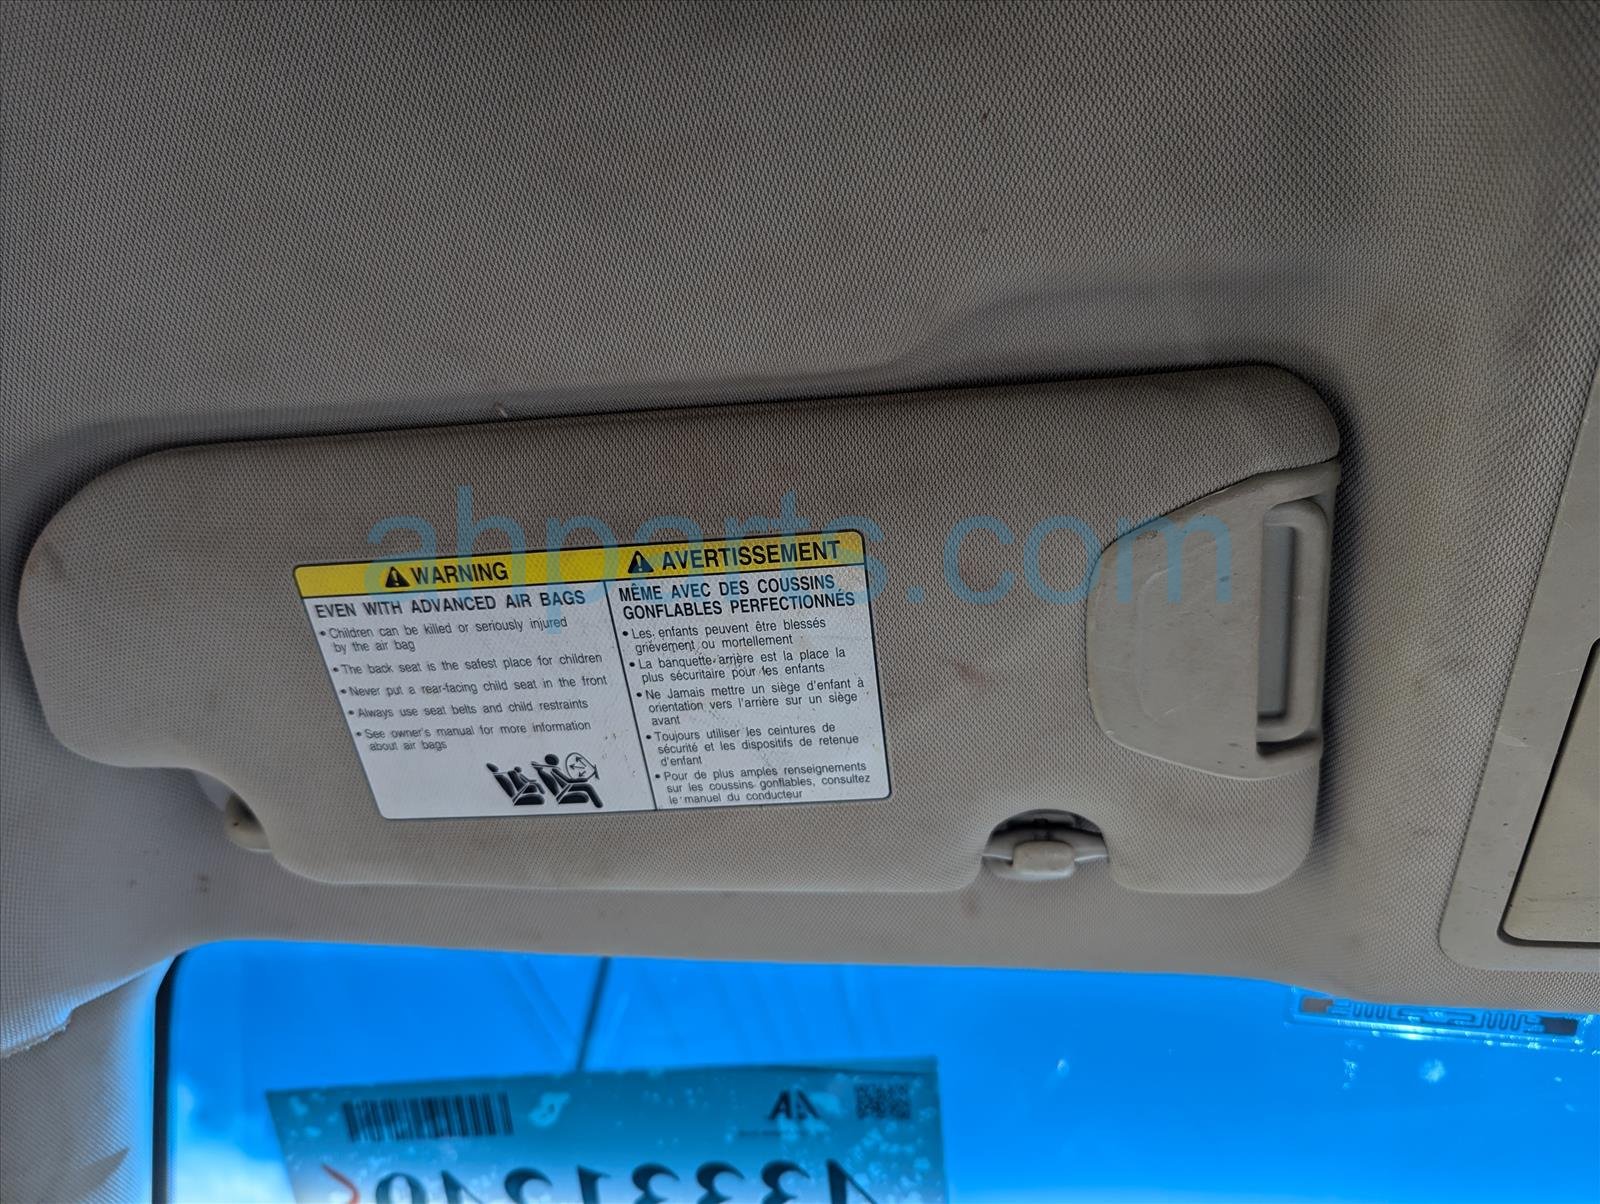 ahparts.com
WARNING
EVEN WITH ADVANCED AIR BAGS
• Children can be killed or seriously injured
by the air bag
• The back seat is the safest place for children
• Never put a rear-facing child seat in the front
• Always use seat belts and child restraints
• See owner's manual for more information
about air bags
AVERTISSEMENT
MÊME AVEC DES COUSSINS
GONFLABLES PERFECTIONNÉS
• Les enfants peuvent être blessés
grièvement ou mortellement
• La banquette arrière est la place la
plus sécuritaire pour les enfants
• Ne Jamais mettre un siège d'enfant à
orientation vers l'arrière sur un siège
avant
• Toujours utiliser les ceintures de
sécurité et les dispositifs de retenue
d'enfant
• Pour de plus amples renseignements
sur les coussins gonflables, consultez
le manuel du conducteur